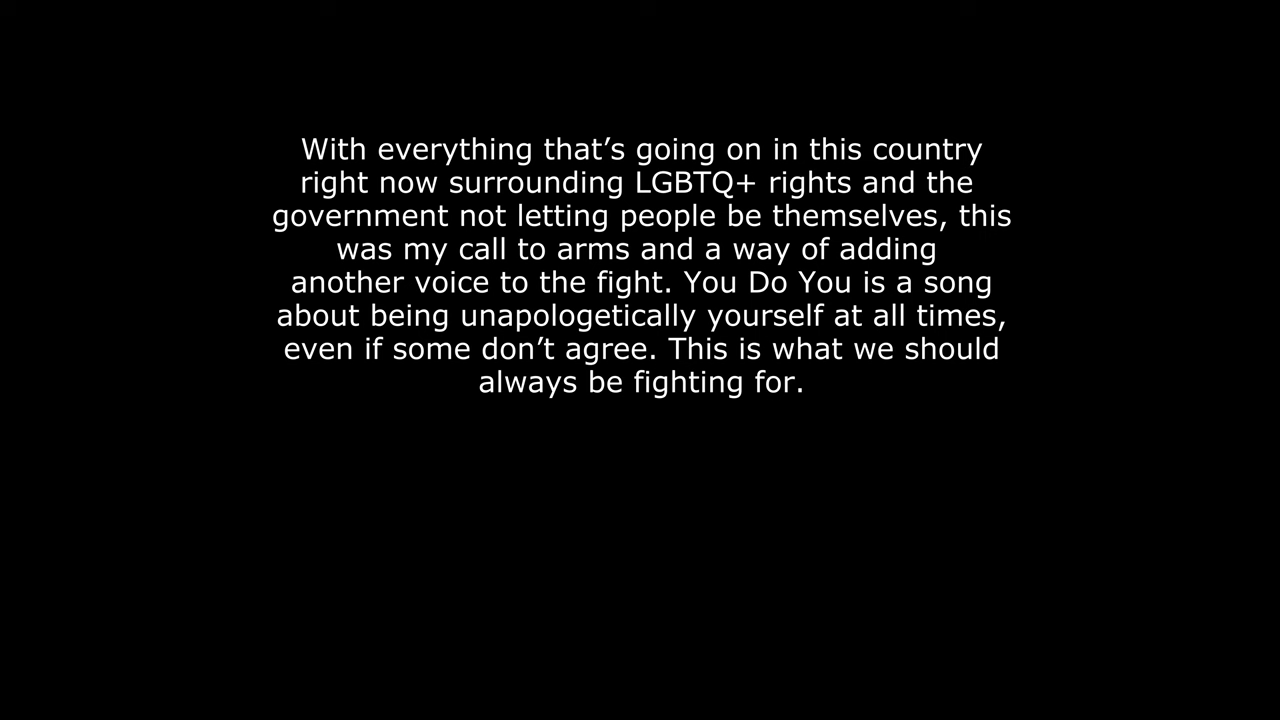 With everything that’s going on in this country
right now surrounding LGBTQ+ rights and the
government not letting people be themselves, this
was my call to arms and a way of adding
another voice to the fight. You Do You is a song
about being unapologetically yourself at all times,
even if some don’t agree. This is what we should
always be fighting for.